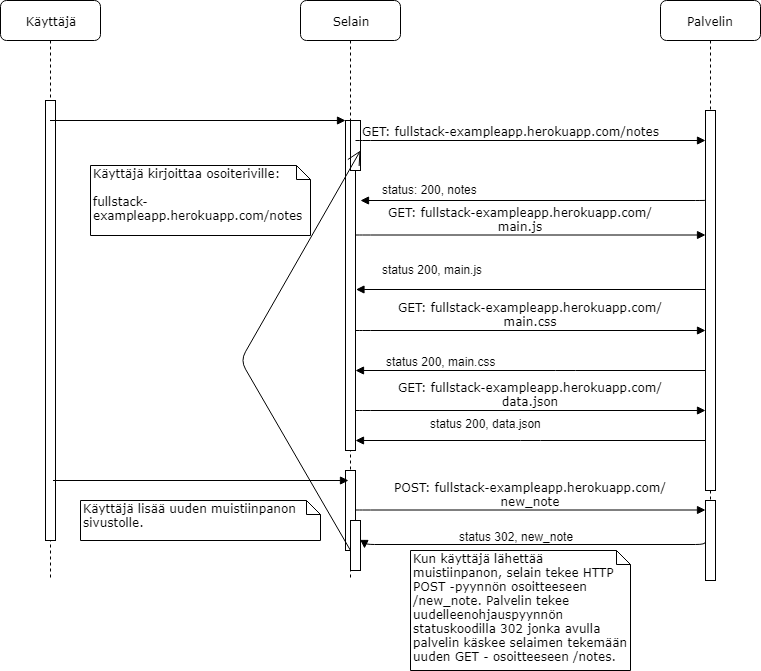 Käyttäjä
Selain
Palvelin
GET: fullstack-exampleapp.herokuapp.com/notes
Käyttäjä kirjoittaa osoiteriville:
fullstack-
exampleapp.herokuapp.com/notes
status: 200, notes
GET: fullstack-exampleapp.herokuapp.com/
main.js
status 200, main.js
GET: fullstack-exampleapp.herokuapp.com/
main.css
status 200, main.css
GET: fullstack-exampleapp.herokuapp.com/
data.json
status 200, data.json
POST: fullstack-exampleapp.herokuapp.com/
new_note
Käyttäjä lisää uuden muistiinpanon
sivustolle.
status 302, new_note
Kun käyttäjä lähettää
muistiinpanon, selain tekee HTTP
POST -pyynnön osoitteeseen
/new_note. Palvelin tekee
uudelleenohjauspyynnön
statuskoodilla 302 jonka avulla
palvelin käskee selaimen tekemään
uuden GET - osoitteeseen /notes.